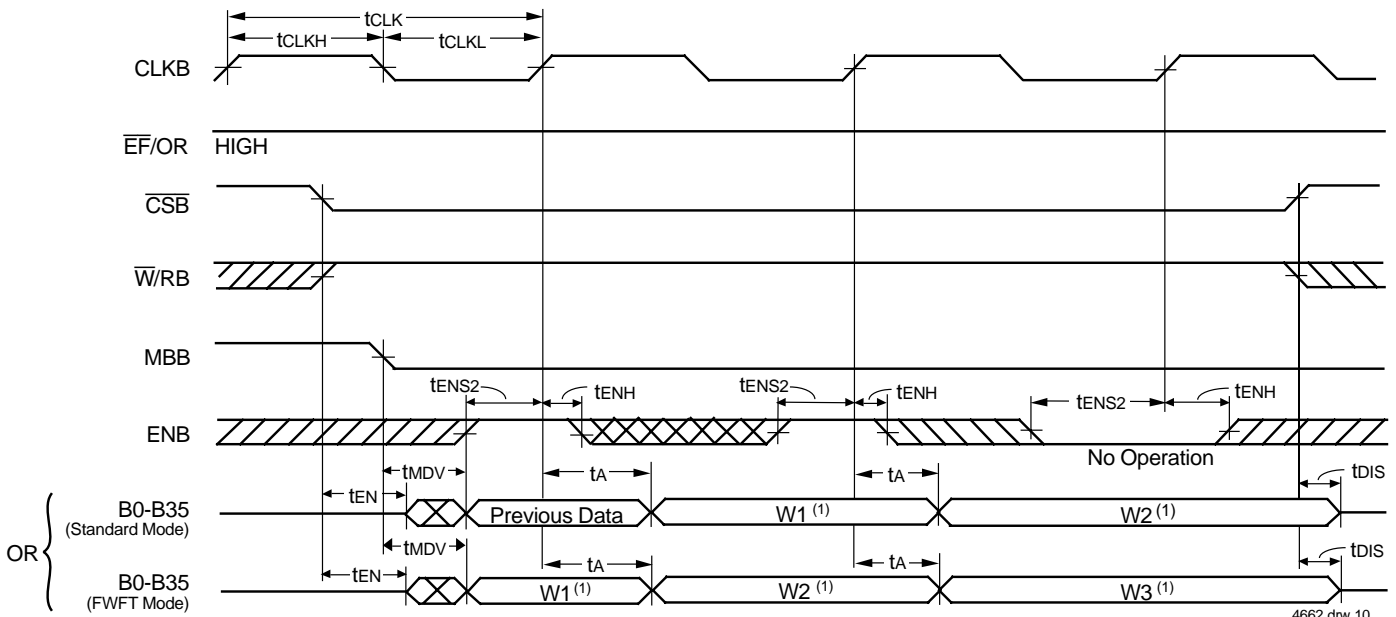 tCLK
tCLKH
tCLKL
CLKB
EF/OR HIGH
CSB
W/RB
MBB
tENS2 tENH tENS2 tENH tENS2 tENH
ENB
No Operation
tMDV
tEN tA tA tDIS
B0-B35
(Standard Mode)
Previous Data W1 (1) W2 (1)
OR
tMDV
tEN tA tA tDIS
B0-B35
(FWFT Mode)
W1 (1) W2 (1) W3 (1)
4662 drw 10